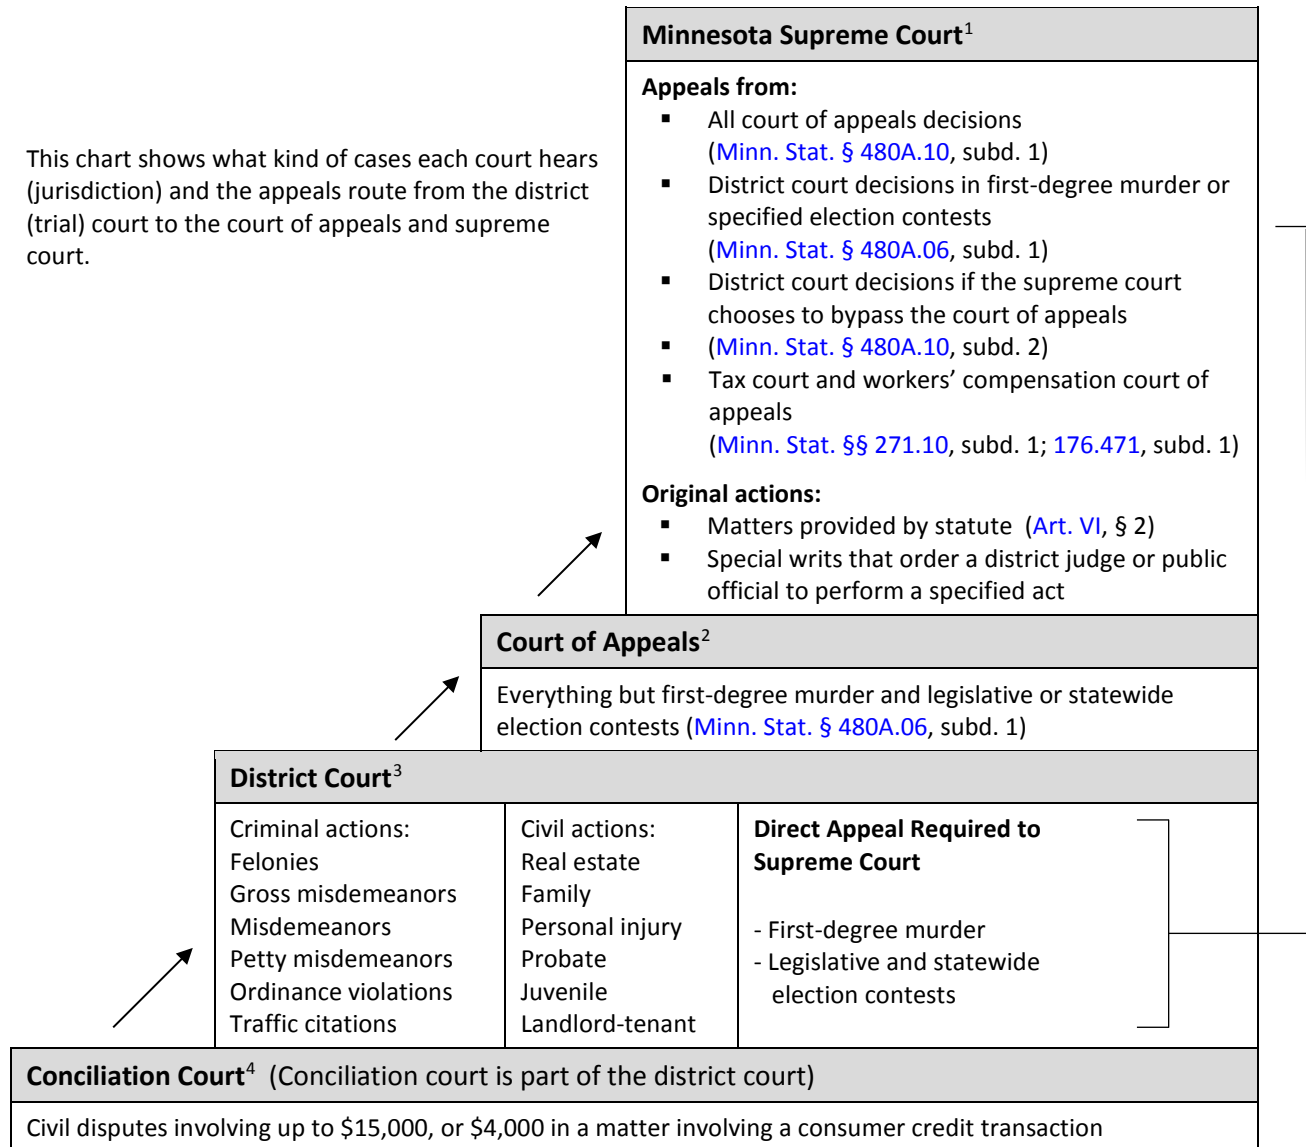 Minnesota Supreme Court1
Appeals from:
▪ All court of appeals decisions
(Minn. Stat. § 480A.10, subd. 1)
▪ District court decisions in first-degree murder or
specified election contests
(Minn. Stat. § 480A.06, subd. 1)
▪ District court decisions if the supreme court
chooses to bypass the court of appeals
▪ (Minn. Stat. § 480A.10, subd. 2)
▪ Tax court and workers’ compensation court of
appeals
(Minn. Stat. §§ 271.10, subd. 1; 176.471, subd. 1)
Original actions:
▪ Matters provided by statute (Art. VI, § 2)
▪ Special writs that order a district judge or public
official to perform a specified act
This chart shows what kind of cases each court hears
(jurisdiction) and the appeals route from the district
(trial) court to the court of appeals and supreme
court.
Court of Appeals2
Everything but first-degree murder and legislative or statewide
election contests (Minn. Stat. § 480A.06, subd. 1)
District Court3
Criminal actions:
Felonies
Gross misdemeanors
Misdemeanors
Petty misdemeanors
Ordinance violations
Traffic citations
Civil actions:
Real estate
Family
Personal injury
Probate
Juvenile
Landlord-tenant
Direct Appeal Required to
Supreme Court
- First-degree murder
- Legislative and statewide
election contests
Conciliation Court4 (Conciliation court is part of the district court)
Civil disputes involving up to $15,000, or $4,000 in a matter involving a consumer credit transaction